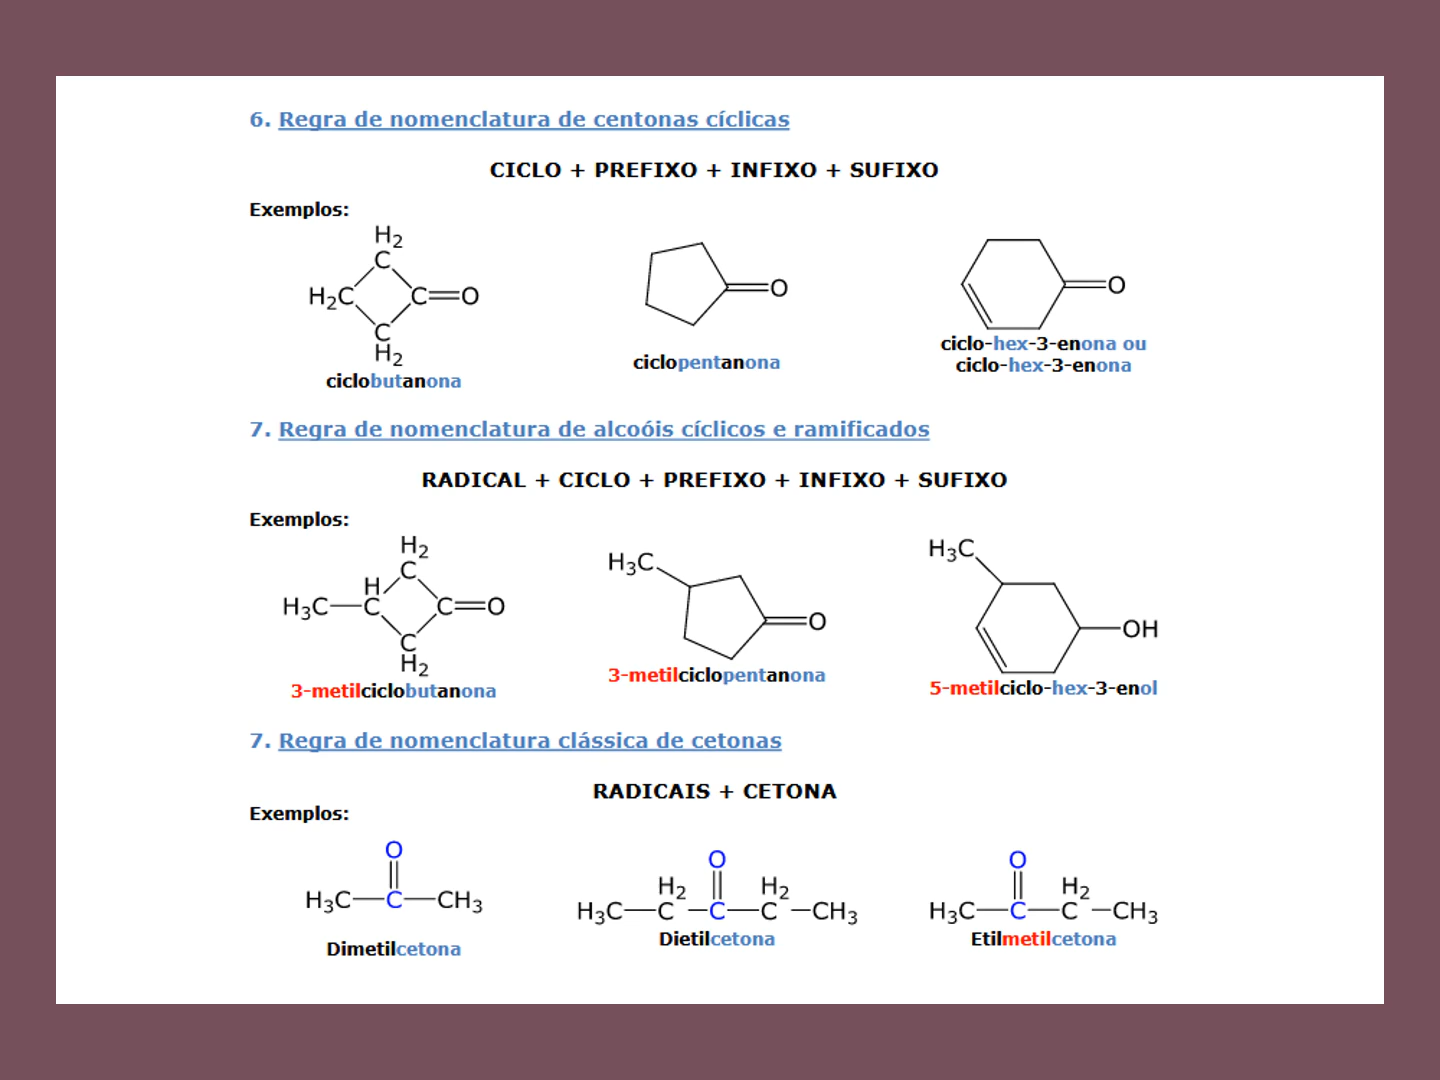 6. Regra de nomenclatura de centonas cíclicas
CICLO + PREFIXO + INFIXO + SUFIXO
Exemplos:
H2
C
H2C C=O
C
H2
ciclobutanona
O
ciclopentanona
O
ciclo-hex-3-enona ou
ciclo-hex-3-enona
7. Regra de nomenclatura de alcoóis cíclicos e ramificados
RADICAL + CICLO + PREFIXO + INFIXO + SUFIXO
Exemplos:
H2
C
H
H3C—C C=O
C
H2
3-metilciclobutanona
H3C
O
3-metilciclopentanona
H3C
OH
5-metilciclo-hex-3-enol
7. Regra de nomenclatura clássica de cetonas
RADICAIS + CETONA
Exemplos:
O
H3C—C—CH3
Dimetilcetona
O
H2 H2
H3C—C—C—C—CH3
Dietilcetona
O
H2
H3C—C—C—CH3
Etilmetilcetona